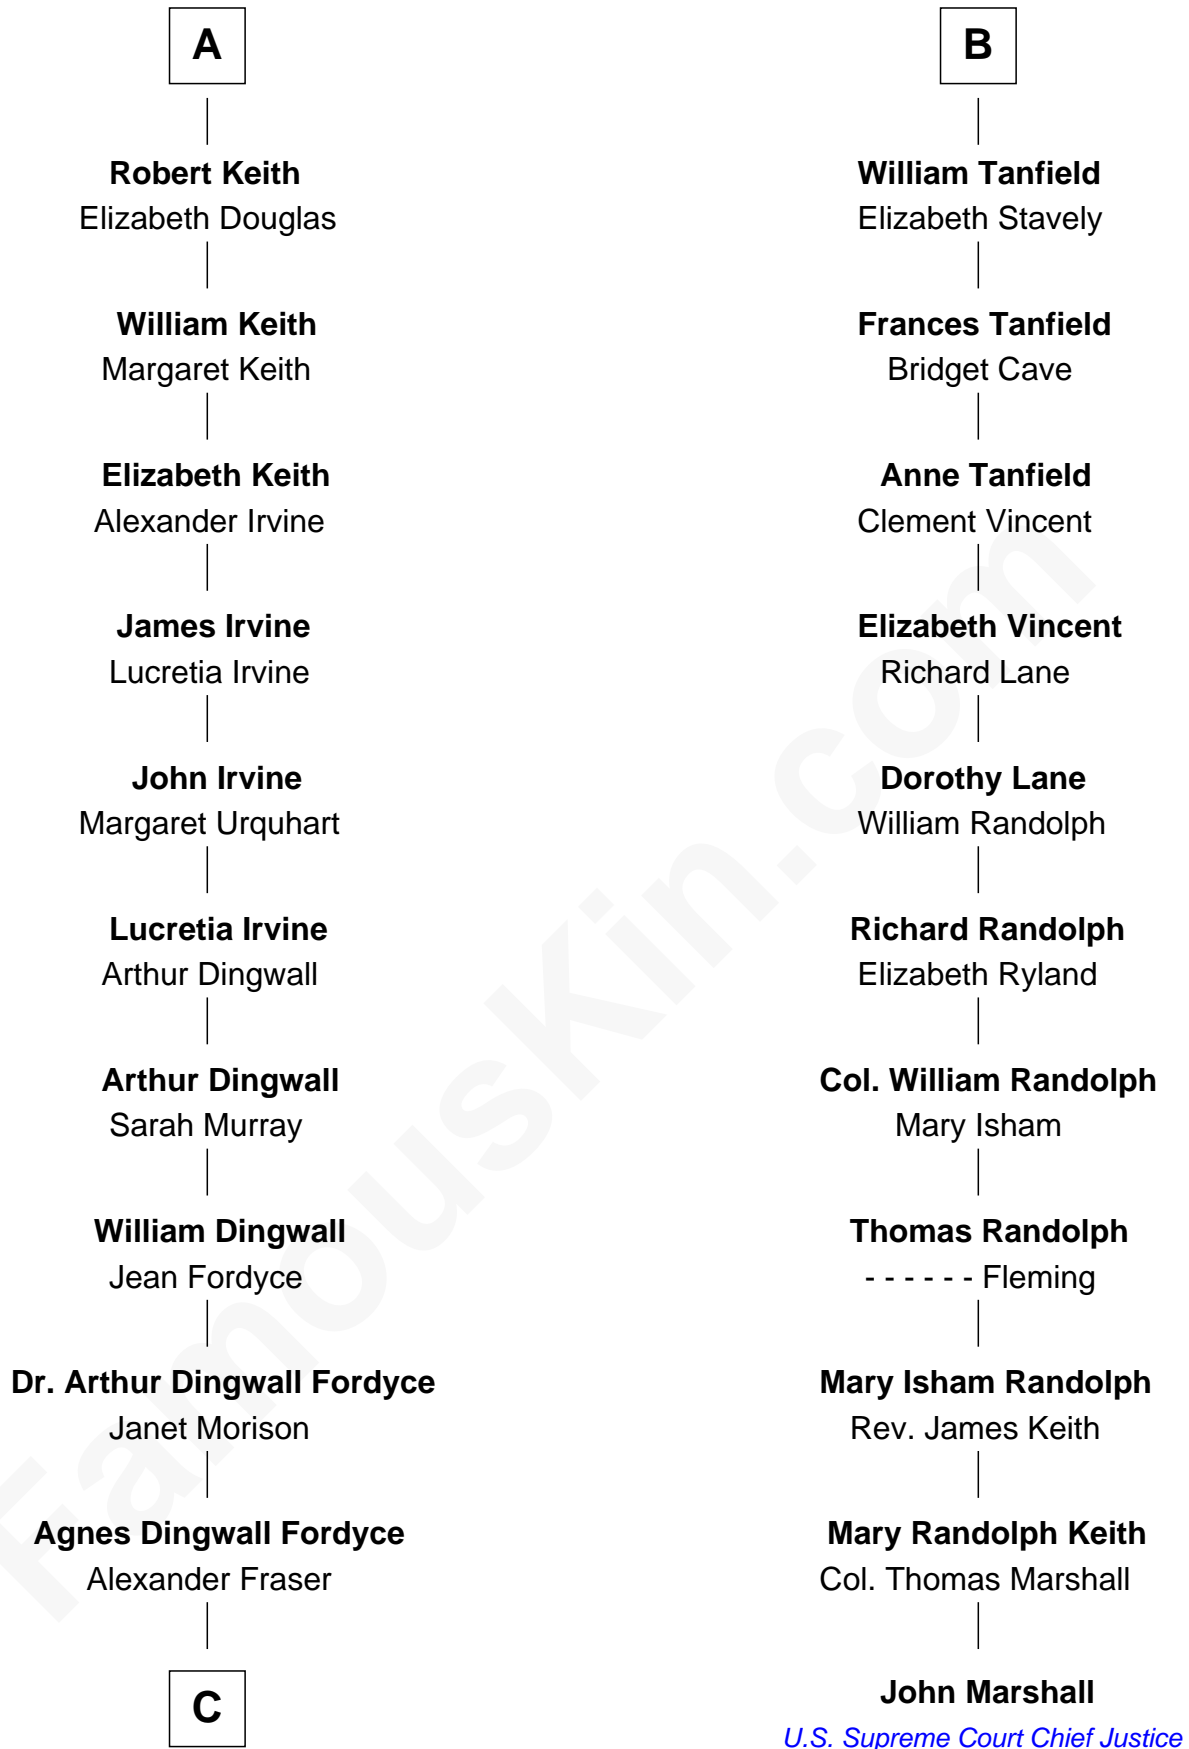 A
Robert Keith
Elizabeth Douglas
William Keith
Margaret Keith
Elizabeth Keith
Alexander Irvine
James Irvine
Lucretia Irvine
John Irvine
Margaret Urquhart
Lucretia Irvine
Arthur Dingwall
Arthur Dingwall
Sarah Murray
William Dingwall
Jean Fordyce
Dr. Arthur Dingwall Fordyce
Janet Morison
Agnes Dingwall Fordyce
Alexander Fraser
C
B
William Tanfield
Elizabeth Stavely
Frances Tanfield
Bridget Cave
Anne Tanfield
Clement Vincent
Elizabeth Vincent
Richard Lane
Dorothy Lane
William Randolph
Richard Randolph
Elizabeth Ryland
Col. William Randolph
Mary Isham
Thomas Randolph
- - - - - - Fleming
Mary Isham Randolph
Rev. James Keith
Mary Randolph Keith
Col. Thomas Marshall
John Marshall
U.S. Supreme Court Chief Justice
FamousKin.com